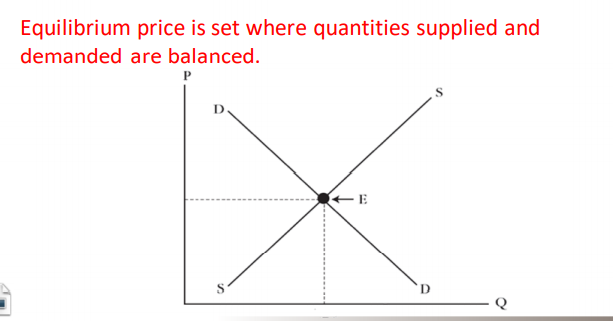 Equilibrium price is set where quantities supplied and
demanded are balanced.
P
S
D
E
S
D
Q